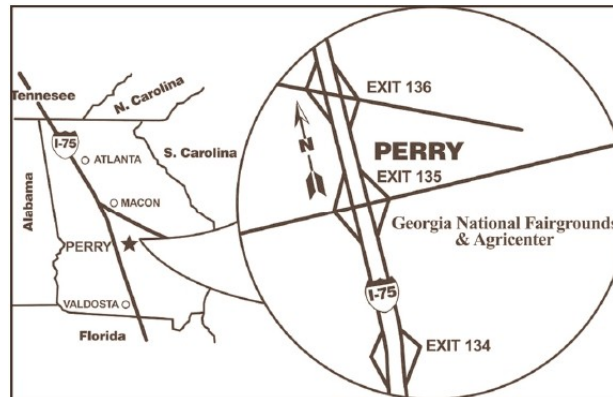 Tennessee
N. Carolina
I-75
ATLANTA
S. Carolina
Alabama
MACON
PERRY
VALDOSTA
Florida
EXIT 136
N
PERRY
EXIT 135
Georgia National Fairgrounds
& Agricenter
I-75
EXIT 134